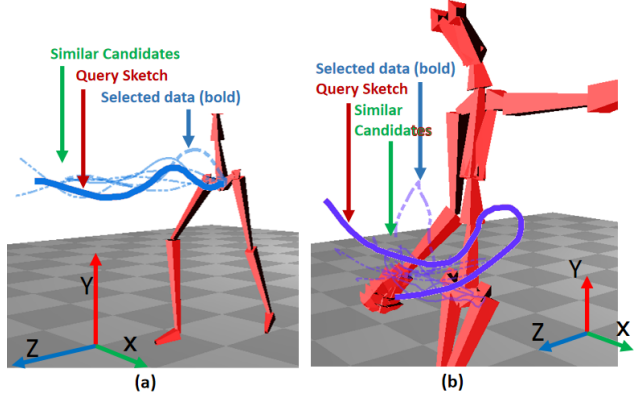 Similar Candidates
Query Sketch
Selected data (bold)
Y
Z
X
(a)
Selected data (bold)
Query Sketch
Similar
Candidates
Y
Z
X
(b)